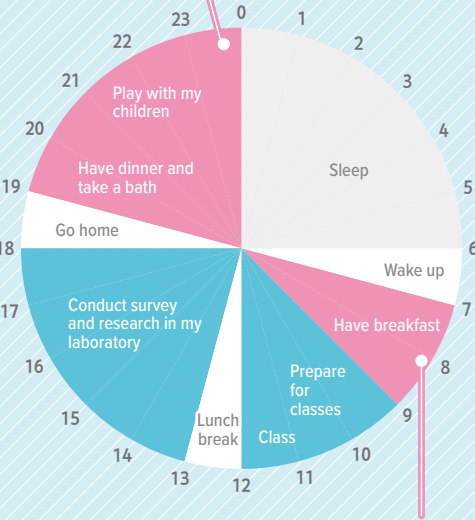 0
1
2
3
4
5
6
7
8
9
10
11
12
13
14
15
16
17
18
19
20
21
22
23
Sleep
Wake up
Have breakfast
Prepare
for
classes
Class
Lunch
break
Conduct survey
and research in my
laboratory
Go home
Have dinner and
take a bath
Play with my
children